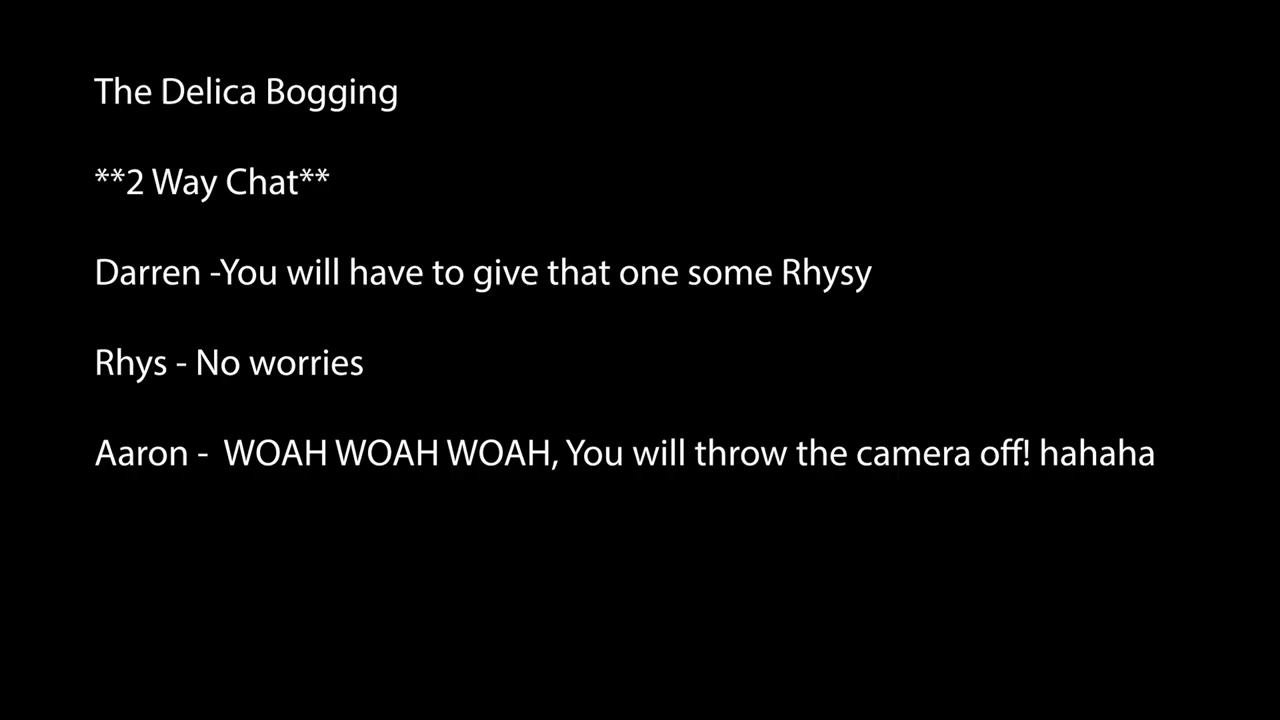 The Delica Bogging
**2 Way Chat**
Darren -You will have to give that one some Rhysy
Rhys - No worries
Aaron -  WOAH WOAH WOAH, You will throw the camera off! hahaha